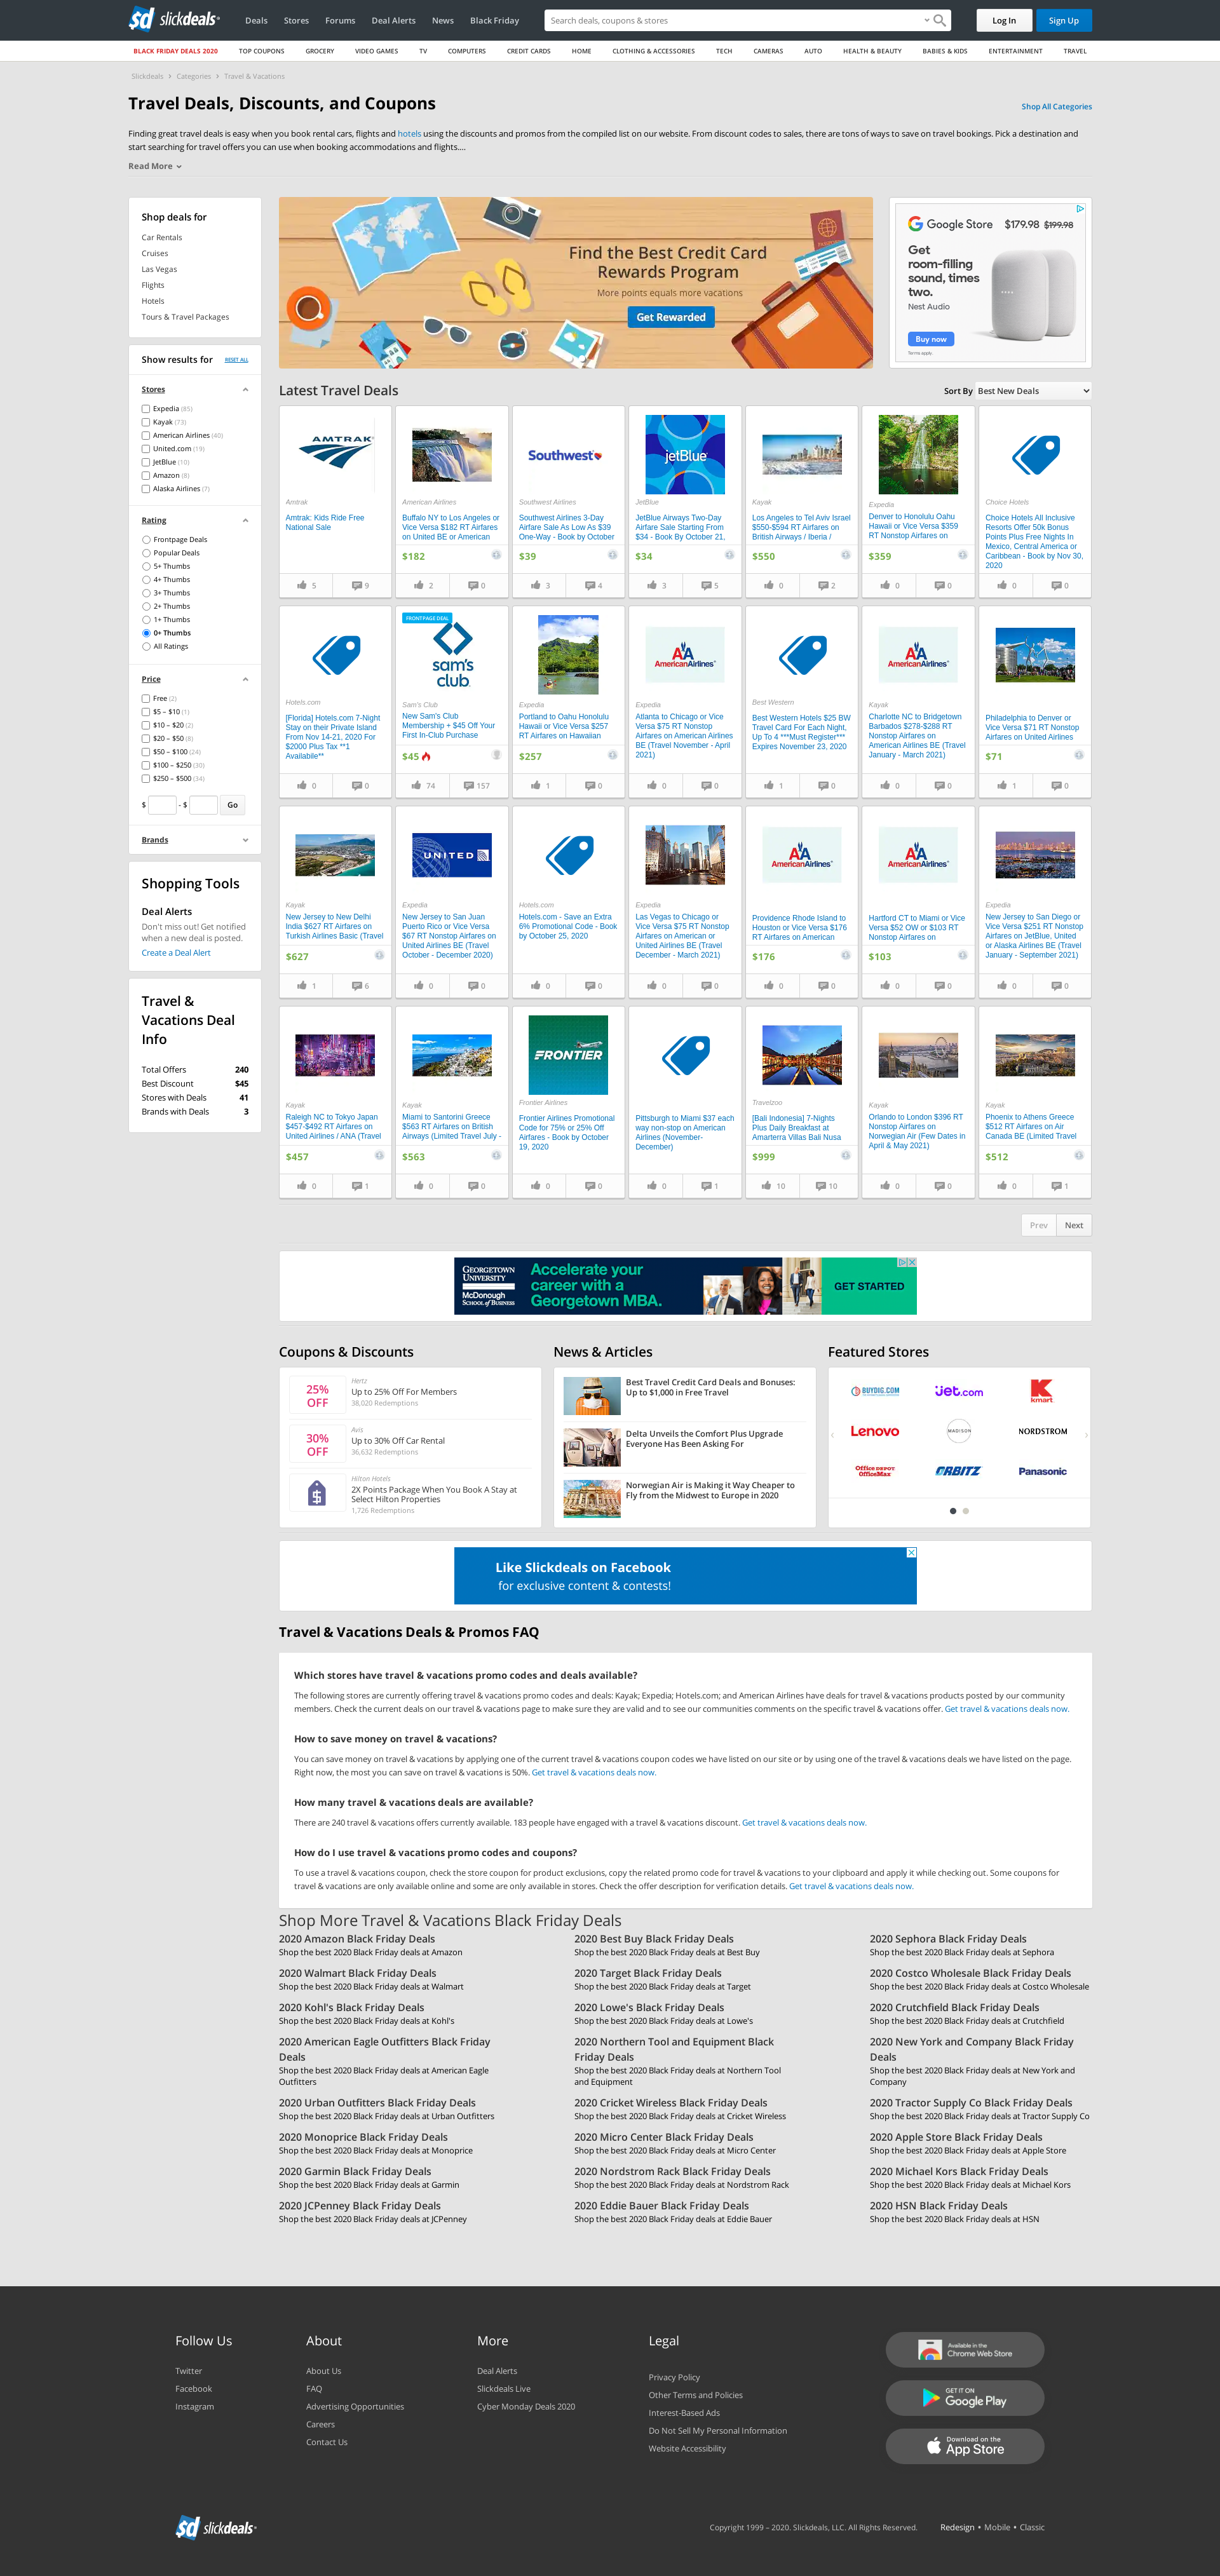 slickdeals
Deals
Stores
Forums
Deal Alerts
News
Black Friday
Search deals, coupons & stores
Log In
Sign Up
BLACK FRIDAY DEALS 2020
TOP COUPONS
GROCERY
VIDEO GAMES
TV
COMPUTERS
CREDIT CARDS
HOME
CLOTHING & ACCESSORIES
TECH
CAMERAS
AUTO
HEALTH & BEAUTY
BABIES & KIDS
ENTERTAINMENT
TRAVEL
Slickdeals › Categories › Travel & Vacations
Travel Deals, Discounts, and Coupons
Shop All Categories
Finding great travel deals is easy when you book rental cars, flights and hotels using the discounts and promos from the compiled list on our website. From discount codes to sales, there are tons of ways to save on travel bookings. Pick a destination and
start searching for travel offers you can use when booking accommodations and flights....
Read More
Shop deals for
Car Rentals
Cruises
Las Vegas
Flights
Hotels
Tours & Travel Packages
Show results for
RESET ALL
Stores
Expedia (85)
Kayak (73)
American Airlines (40)
United.com (19)
JetBlue (10)
Amazon (8)
Alaska Airlines (7)
Rating
Frontpage Deals
Popular Deals
5+ Thumbs
4+ Thumbs
3+ Thumbs
2+ Thumbs
1+ Thumbs
0+ Thumbs
All Ratings
Price
Free (2)
$5 – $10 (1)
$10 – $20 (2)
$20 – $50 (8)
$50 – $100 (24)
$100 – $250 (30)
$250 – $500 (34)
$ - $ Go
Brands
Shopping Tools
Deal Alerts
Don't miss out! Get notified
when a new deal is posted.
Create a Deal Alert
Travel &
Vacations Deal
Info
Total Offers 240
Best Discount $45
Stores with Deals 41
Brands with Deals 3
Find the Best Credit Card
Rewards Program
More points equals more vacations
Get Rewarded
PASSPORT
Google Store
$179.98 $199.98
Get
room-filling
sound, times
two.
Nest Audio
Buy now
Terms apply.
Latest Travel Deals
Sort By Best New Deals
AMTRAK
Amtrak
Amtrak: Kids Ride Free
National Sale
5 9
American Airlines
Buffalo NY to Los Angeles or
Vice Versa $182 RT Airfares
on United BE or American
$182
2 0
Southwest
Southwest Airlines
Southwest Airlines 3-Day
Airfare Sale As Low As $39
One-Way - Book by October
$39
3 4
jetBlue
JetBlue
JetBlue Airways Two-Day
Airfare Sale Starting From
$34 - Book By October 21,
$34
3 5
Kayak
Los Angeles to Tel Aviv Israel
$550-$594 RT Airfares on
British Airways / Iberia /
$550
0 2
Expedia
Denver to Honolulu Oahu
Hawaii or Vice Versa $359
RT Nonstop Airfares on
$359
0 0
Choice Hotels
Choice Hotels All Inclusive
Resorts Offer 50k Bonus
Points Plus Free Nights In
Mexico, Central America or
Caribbean - Book by Nov 30,
2020
0 0
Hotels.com
[Florida] Hotels.com 7-Night
Stay on their Private Island
From Nov 14-21, 2020 For
$2000 Plus Tax **1
Available**
0 0
FRONTPAGE DEAL
sam's
club
Sam's Club
New Sam's Club
Membership + $45 Off Your
First In-Club Purchase
$45
74 157
Expedia
Portland to Oahu Honolulu
Hawaii or Vice Versa $257
RT Airfares on Hawaiian
$257
1 0
AmericanAirlines
Expedia
Atlanta to Chicago or Vice
Versa $75 RT Nonstop
Airfares on American Airlines
BE (Travel November - April
2021)
0 0
Best Western
Best Western Hotels $25 BW
Travel Card For Each Night,
Up To 4 ***Must Register***
Expires November 23, 2020
1 0
AmericanAirlines
Kayak
Charlotte NC to Bridgetown
Barbados $278-$288 RT
Nonstop Airfares on
American Airlines BE (Travel
January - March 2021)
0 0
Philadelphia to Denver or
Vice Versa $71 RT Nonstop
Airfares on United Airlines
$71
1 0
Kayak
New Jersey to New Delhi
India $627 RT Airfares on
Turkish Airlines Basic (Travel
$627
1 6
UNITED
Expedia
New Jersey to San Juan
Puerto Rico or Vice Versa
$67 RT Nonstop Airfares on
United Airlines BE (Travel
October - December 2020)
0 0
Hotels.com
Hotels.com - Save an Extra
6% Promotional Code - Book
by October 25, 2020
0 0
Expedia
Las Vegas to Chicago or
Vice Versa $75 RT Nonstop
Airfares on American or
United Airlines BE (Travel
December - March 2021)
0 0
AmericanAirlines
Providence Rhode Island to
Houston or Vice Versa $176
RT Airfares on American
$176
0 0
AmericanAirlines
Hartford CT to Miami or Vice
Versa $52 OW or $103 RT
Nonstop Airfares on
$103
0 0
Expedia
New Jersey to San Diego or
Vice Versa $251 RT Nonstop
Airfares on JetBlue, United
or Alaska Airlines BE (Travel
January - September 2021)
0 0
Kayak
Raleigh NC to Tokyo Japan
$457-$492 RT Airfares on
United Airlines / ANA (Travel
$457
0 1
Kayak
Miami to Santorini Greece
$563 RT Airfares on British
Airways (Limited Travel July -
$563
0 0
FRONTIER
Frontier Airlines
Frontier Airlines Promotional
Code for 75% or 25% Off
Airfares - Book by October
19, 2020
0 0
Pittsburgh to Miami $37 each
way non-stop on American
Airlines (November-
December)
0 1
Travelzoo
[Bali Indonesia] 7-Nights
Plus Daily Breakfast at
Amarterra Villas Bali Nusa
$999
10 10
Kayak
Orlando to London $396 RT
Nonstop Airfares on
Norwegian Air (Few Dates in
April & May 2021)
0 0
Kayak
Phoenix to Athens Greece
$512 RT Airfares on Air
Canada BE (Limited Travel
$512
0 1
Prev
Next
GEORGETOWN
UNIVERSITY
McDonough
SCHOOL of BUSINESS
Accelerate your
career with a
Georgetown MBA.
GET STARTED
Coupons & Discounts
25%
OFF
Hertz
Up to 25% Off For Members
38,020 Redemptions
30%
OFF
Avis
Up to 30% Off Car Rental
36,632 Redemptions
Hilton Hotels
2X Points Package When You Book A Stay at
Select Hilton Properties
1,726 Redemptions
News & Articles
Best Travel Credit Card Deals and Bonuses:
Up to $1,000 in Free Travel
Delta Unveils the Comfort Plus Upgrade
Everyone Has Been Asking For
Norwegian Air is Making it Way Cheaper to
Fly from the Midwest to Europe in 2020
Featured Stores
BUYDIG.COM
jet.com
kmart
Lenovo
MADISON
NORDSTROM
Office DEPOT
OfficeMax
ORBITZ
Panasonic
Like Slickdeals on Facebook
for exclusive content & contests!
Travel & Vacations Deals & Promos FAQ
Which stores have travel & vacations promo codes and deals available?
The following stores are currently offering travel & vacations promo codes and deals: Kayak; Expedia; Hotels.com; and American Airlines have deals for travel & vacations products posted by our community
members. Check the current deals on our travel & vacations page to make sure they are valid and to see our communities comments on the specific travel & vacations offer. Get travel & vacations deals now.
How to save money on travel & vacations?
You can save money on travel & vacations by applying one of the current travel & vacations coupon codes we have listed on our site or by using one of the travel & vacations deals we have listed on the page.
Right now, the most you can save on travel & vacations is 50%. Get travel & vacations deals now.
How many travel & vacations deals are available?
There are 240 travel & vacations offers currently available. 183 people have engaged with a travel & vacations discount. Get travel & vacations deals now.
How do I use travel & vacations promo codes and coupons?
To use a travel & vacations coupon, check the store coupon for product exclusions, copy the related promo code for travel & vacations to your clipboard and apply it while checking out. Some coupons for
travel & vacations are only available online and some are only available in stores. Check the offer description for verification details. Get travel & vacations deals now.
Shop More Travel & Vacations Black Friday Deals
2020 Amazon Black Friday Deals
Shop the best 2020 Black Friday deals at Amazon
2020 Best Buy Black Friday Deals
Shop the best 2020 Black Friday deals at Best Buy
2020 Sephora Black Friday Deals
Shop the best 2020 Black Friday deals at Sephora
2020 Walmart Black Friday Deals
Shop the best 2020 Black Friday deals at Walmart
2020 Target Black Friday Deals
Shop the best 2020 Black Friday deals at Target
2020 Costco Wholesale Black Friday Deals
Shop the best 2020 Black Friday deals at Costco Wholesale
2020 Kohl's Black Friday Deals
Shop the best 2020 Black Friday deals at Kohl's
2020 Lowe's Black Friday Deals
Shop the best 2020 Black Friday deals at Lowe's
2020 Crutchfield Black Friday Deals
Shop the best 2020 Black Friday deals at Crutchfield
2020 American Eagle Outfitters Black Friday
Deals
Shop the best 2020 Black Friday deals at American Eagle
Outfitters
2020 Northern Tool and Equipment Black
Friday Deals
Shop the best 2020 Black Friday deals at Northern Tool
and Equipment
2020 New York and Company Black Friday
Deals
Shop the best 2020 Black Friday deals at New York and
Company
2020 Urban Outfitters Black Friday Deals
Shop the best 2020 Black Friday deals at Urban Outfitters
2020 Cricket Wireless Black Friday Deals
Shop the best 2020 Black Friday deals at Cricket Wireless
2020 Tractor Supply Co Black Friday Deals
Shop the best 2020 Black Friday deals at Tractor Supply Co
2020 Monoprice Black Friday Deals
Shop the best 2020 Black Friday deals at Monoprice
2020 Micro Center Black Friday Deals
Shop the best 2020 Black Friday deals at Micro Center
2020 Apple Store Black Friday Deals
Shop the best 2020 Black Friday deals at Apple Store
2020 Garmin Black Friday Deals
Shop the best 2020 Black Friday deals at Garmin
2020 Nordstrom Rack Black Friday Deals
Shop the best 2020 Black Friday deals at Nordstrom Rack
2020 Michael Kors Black Friday Deals
Shop the best 2020 Black Friday deals at Michael Kors
2020 JCPenney Black Friday Deals
Shop the best 2020 Black Friday deals at JCPenney
2020 Eddie Bauer Black Friday Deals
Shop the best 2020 Black Friday deals at Eddie Bauer
2020 HSN Black Friday Deals
Shop the best 2020 Black Friday deals at HSN
Follow Us
Twitter
Facebook
Instagram
About
About Us
FAQ
Advertising Opportunities
Careers
Contact Us
More
Deal Alerts
Slickdeals Live
Cyber Monday Deals 2020
Legal
Privacy Policy
Other Terms and Policies
Interest-Based Ads
Do Not Sell My Personal Information
Website Accessibility
Available in the
Chrome Web Store
GET IT ON
Google Play
Download on the
App Store
slickdeals
Copyright 1999 – 2020. Slickdeals, LLC. All Rights Reserved.
Redesign • Mobile • Classic